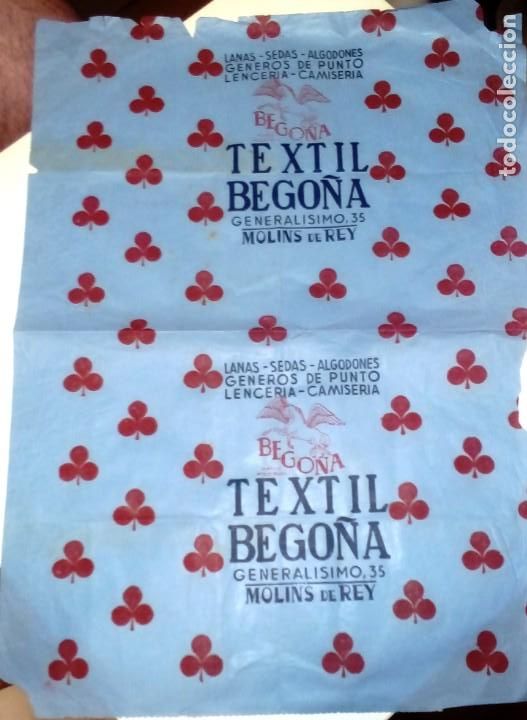 LANAS - SEDAS - ALGODONES
GENEROS DE PUNTO
LENCERIA - CAMISERIA
BEGOÑA
TEXTIL
BEGOÑA
GENERALISIMO, 35
MOLINS DE REY
LANAS - SEDAS - ALGODONES
GENEROS DE PUNTO
LENCERIA - CAMISERIA
BEGOÑA
TEXTIL
BEGOÑA
GENERALISIMO, 35
MOLINS DE REY
todocoleccion